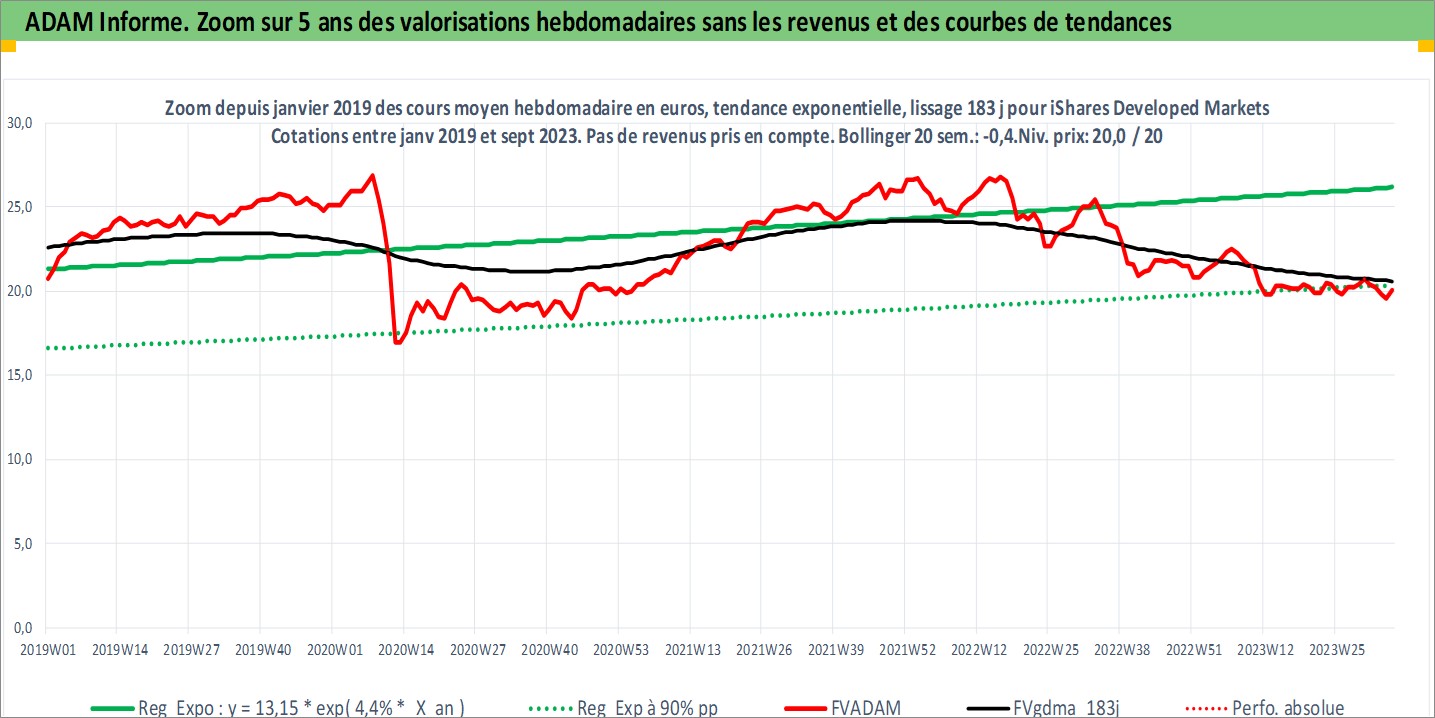 ADAM Informe. Zoom sur 5 ans des valorisations hebdomadaires sans les revenus et des courbes de tendances
Zoom depuis janvier 2019 des cours moyen hebdomadaire en euros, tendance exponentielle, lissage 183 j pour iShares Developed Markets
Cotations entre janv 2019 et sept 2023. Pas de revenus pris en compte. Bollinger 20 sem.: -0,4.Niv. prix: 20,0 / 20
30,0
25,0
20,0
15,0
10,0
5,0
0,0
2019W01 2019W14 2019W27 2019W40 2020W01 2020W14 2020W27 2020W40 2020W53 2021W13 2021W26 2021W39 2021W52 2022W12 2022W25 2022W38 2022W51 2023W12 2023W25
Reg Expo : y = 13,15 * exp( 4,4% * X an ) Reg Exp à 90% pp FVADAM FVgdma 183j Perfo. absolue